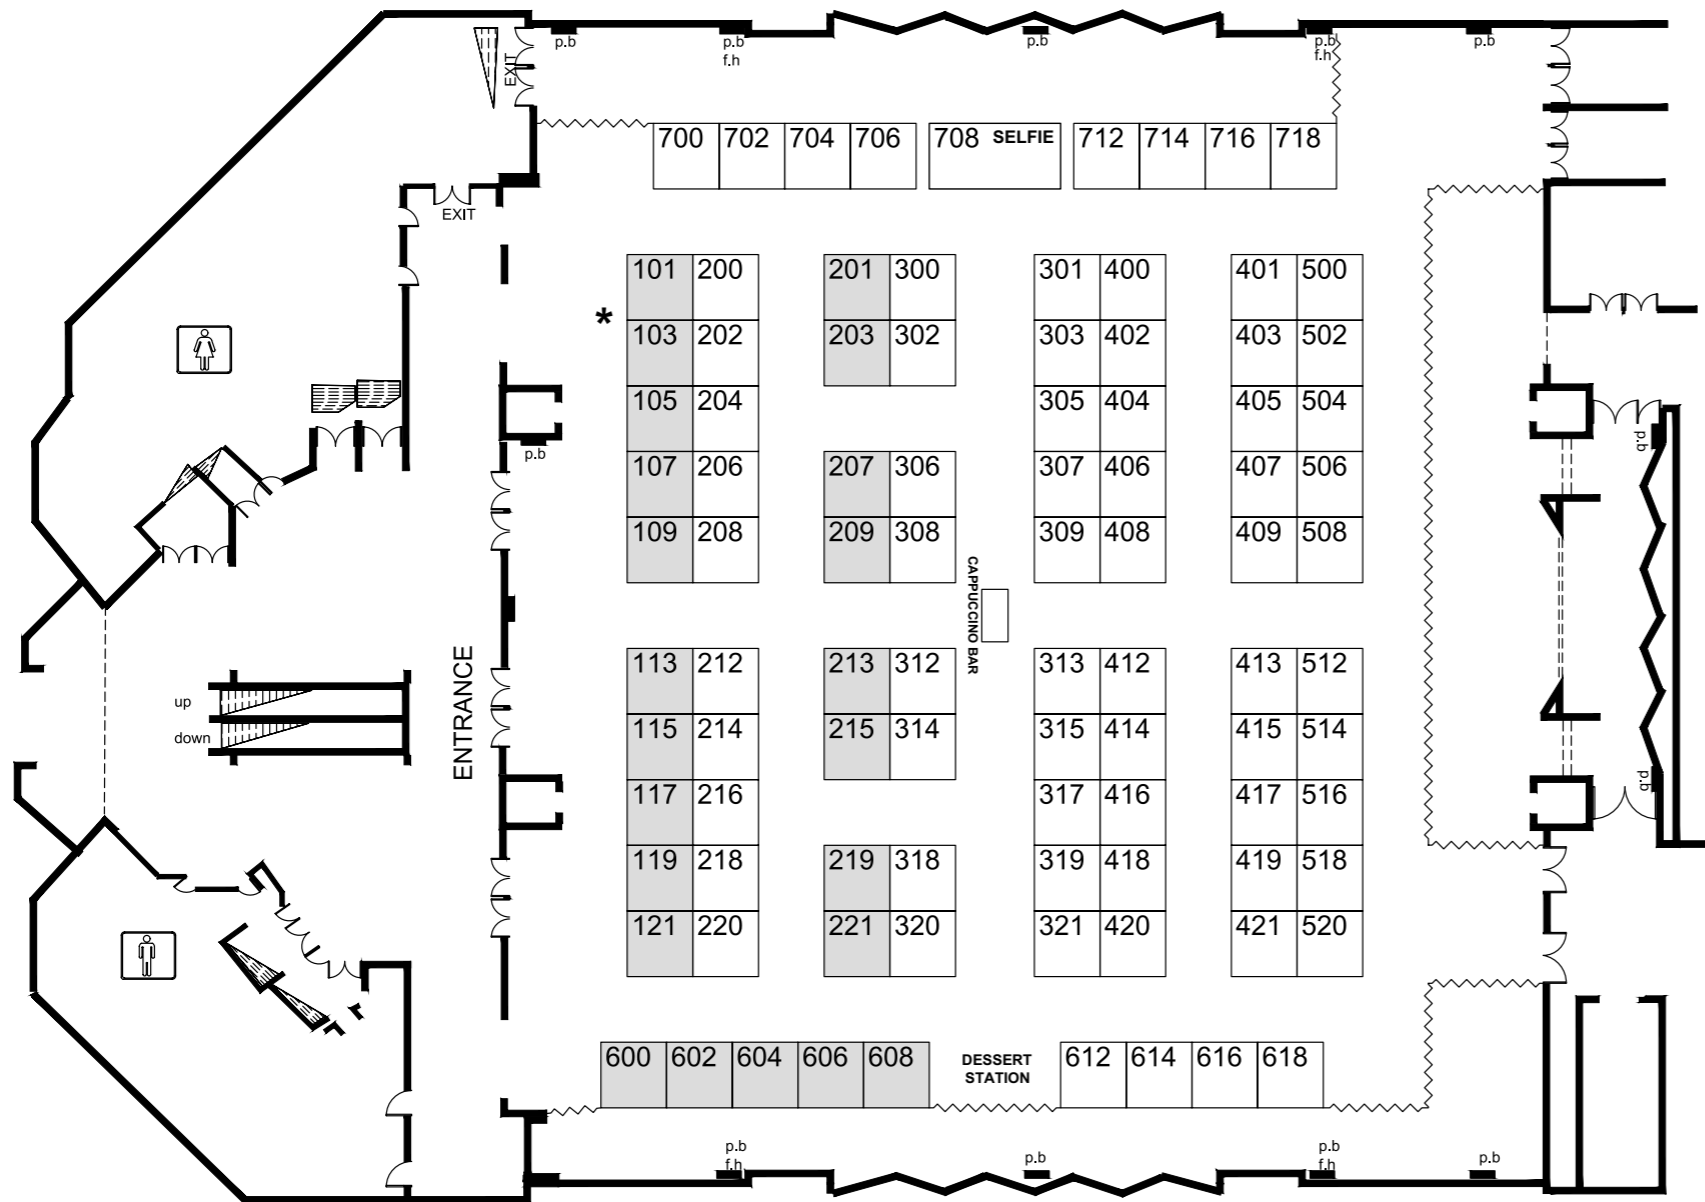 p.b
p.b
f.h
p.b
p.b
f.h
p.b
EXIT
700 702 704 706 708 SELFIE 712 714 716 718
EXIT
101 200 201 300 301 400 401 500
*
103 202 203 302 303 402 403 502
105 204 305 404 405 504
p.b
p.b
107 206 207 306 307 406 407 506
109 208 209 308 309 408 409 508
CAPPUCCINO BAR
ENTRANCE
113 212 213 312 313 412 413 512
up
115 214 215 314 315 414 415 514
down
p.b
117 216 317 416 417 516
119 218 219 318 319 418 419 518
121 220 221 320 321 420 421 520
600 602 604 606 608 DESSERT
STATION
612 614 616 618
p.b
f.h
p.b
p.b
f.h
p.b